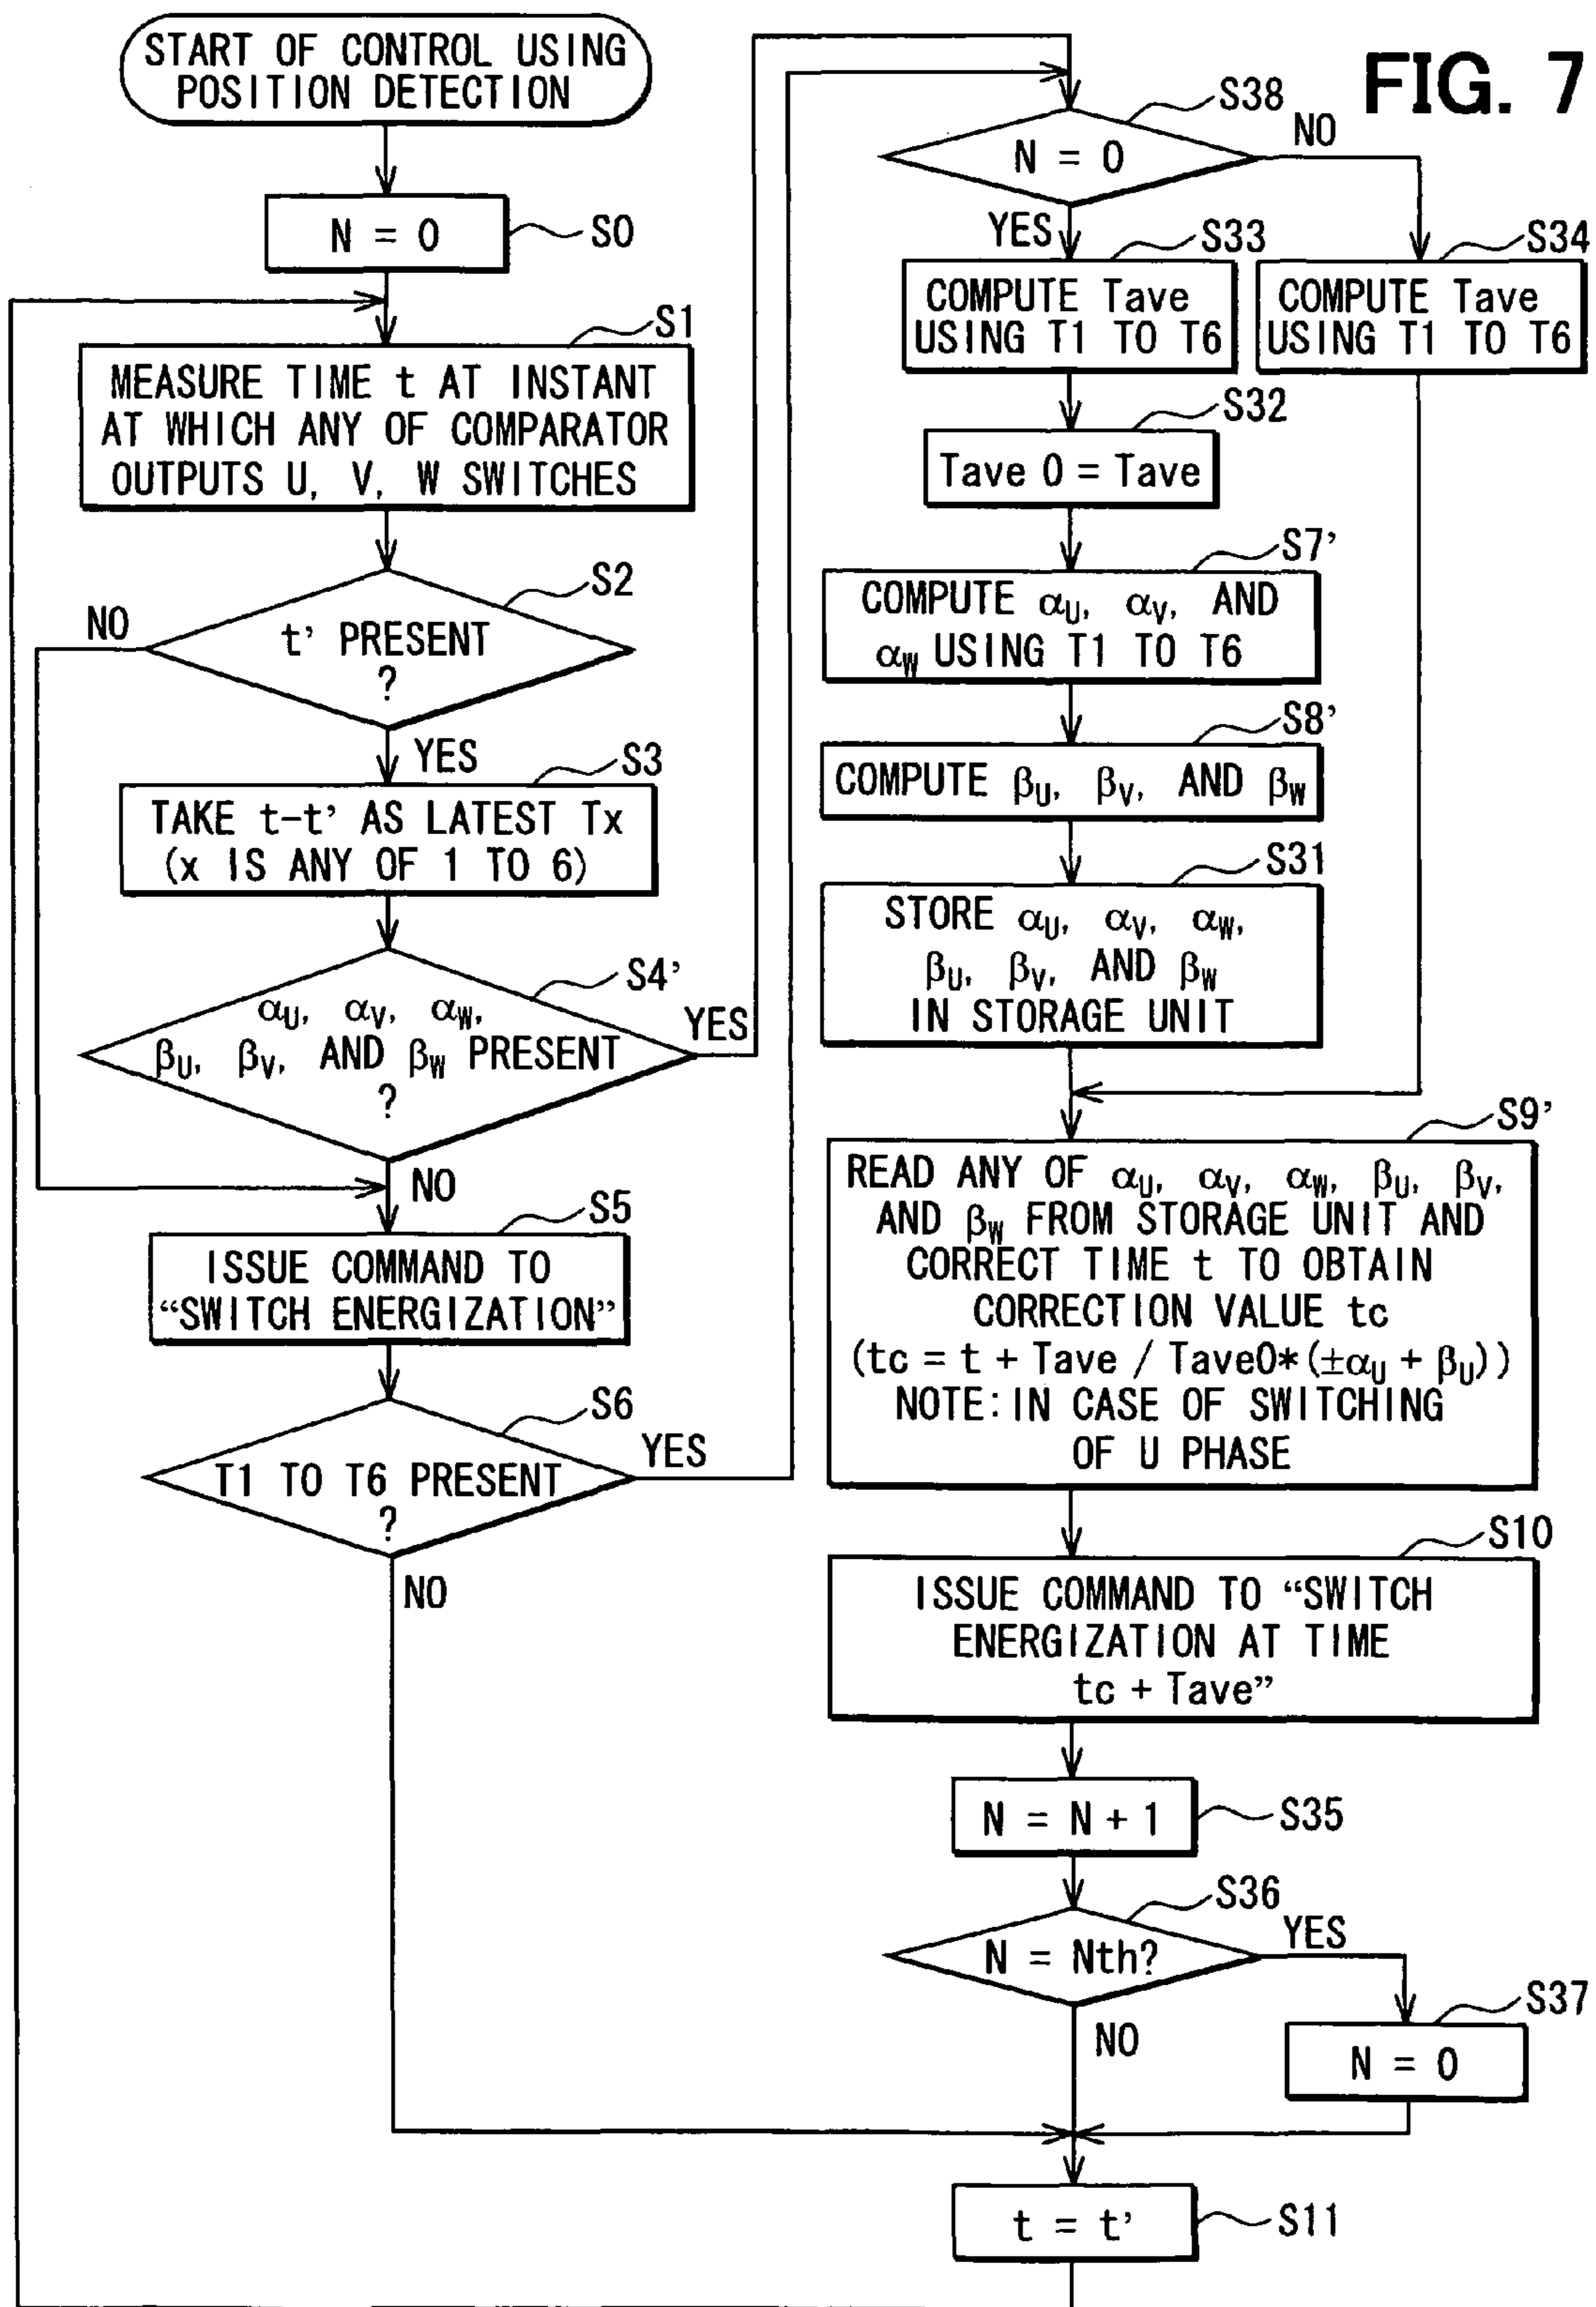 FIG. 7
START OF CONTROL USING
POSITION DETECTION
N = 0
S0
S1
MEASURE TIME t AT INSTANT
AT WHICH ANY OF COMPARATOR
OUTPUTS U, V, W SWITCHES
S2
NO
t' PRESENT
?
YES
S3
TAKE t-t' AS LATEST Tx
(x IS ANY OF 1 TO 6)
S4'
αU, αV, αW,
βU, βV, AND βW PRESENT
?
YES
NO
S5
ISSUE COMMAND TO
“SWITCH ENERGIZATION”
S6
T1 TO T6 PRESENT
?
YES
NO
S38
N = 0
NO
YES
S33
COMPUTE Tave
USING T1 TO T6
S34
COMPUTE Tave
USING T1 TO T6
S32
Tave 0 = Tave
S7'
COMPUTE αU, αV, AND
αW USING T1 TO T6
S8'
COMPUTE βU, βV, AND βW
S31
STORE αU, αV, αW,
βU, βV, AND βW
IN STORAGE UNIT
S9'
READ ANY OF αU, αV, αW, βU, βV,
AND βW FROM STORAGE UNIT AND
CORRECT TIME t TO OBTAIN
CORRECTION VALUE tc
(tc = t + Tave / Tave0*(±αU + βU))
NOTE: IN CASE OF SWITCHING
OF U PHASE
S10
ISSUE COMMAND TO “SWITCH
ENERGIZATION AT TIME
tc + Tave”
N = N + 1
S35
S36
N = Nth?
YES
NO
S37
N = 0
t = t'
S11